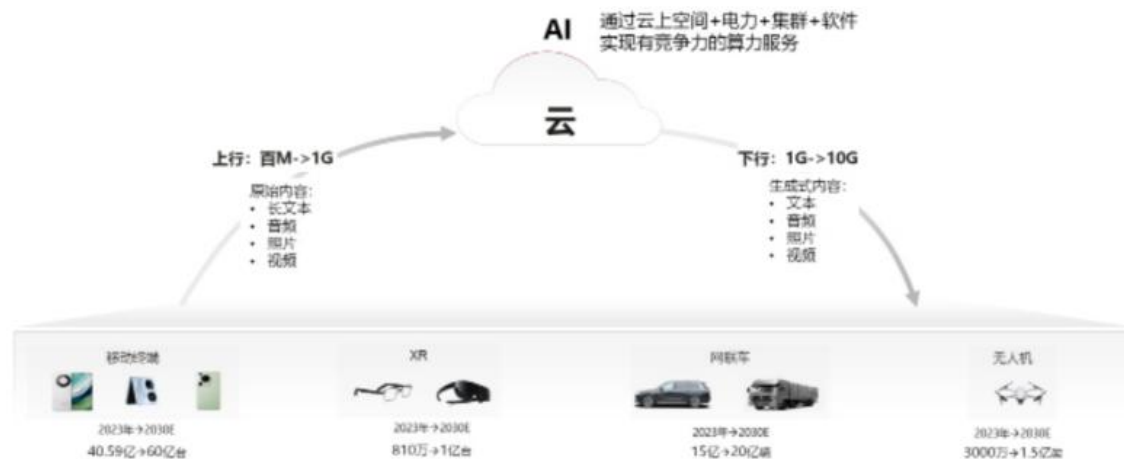 AI
通过云上空间+电力+集群+软件
实现有竞争力的算力服务
云
上行：百M->1G
原始内容：
• 长文本
• 音频
• 照片
• 视频
下行：1G->10G
生成式内容：
• 文本
• 音频
• 照片
• 视频
移动终端
2023年→2030E
40.59亿→60亿台
XR
2023年→2030E
810万→1亿台
网联车
2023年→2030E
15亿→20亿辆
无人机
2023年→2030E
3000万→1.5亿架